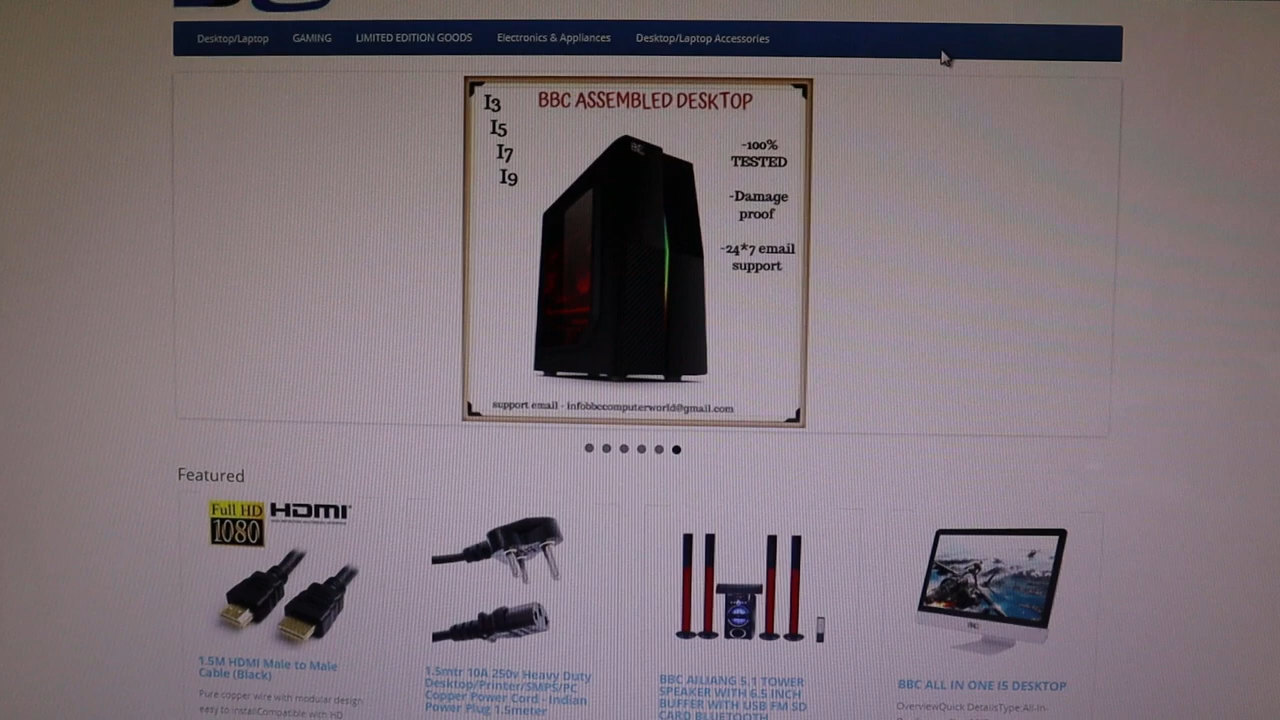 Desktop/Laptop GAMING LIMITED EDITION GOODS Electronics & Appliances Desktop/Laptop Accessories
BBC ASSEMBLED DESKTOP
I3
I5
I7
I9
-100%
TESTED
-Damage
proof
-24*7 email
support
support email - infobbccomputerworld@gmail.com
Featured
Full HD
1080
HDMI
1.5M HDMI Male to Male
Cable (Black)
Pure copper wire with modular design
easy to installCompatible with HD
1.5mtr 10A 250v Heavy Duty
Desktop/Printer/SMPS/PC
Copper Power Cord - Indian
Power Plug 1.5meter
BBC AILIANG 5.1 TOWER
SPEAKER WITH 6.5 INCH
BUFFER WITH USB FM SD
CARD BLUETOOTH
BBC ALL IN ONE I5 DESKTOP
OverviewQuick DetailsType:All-In-